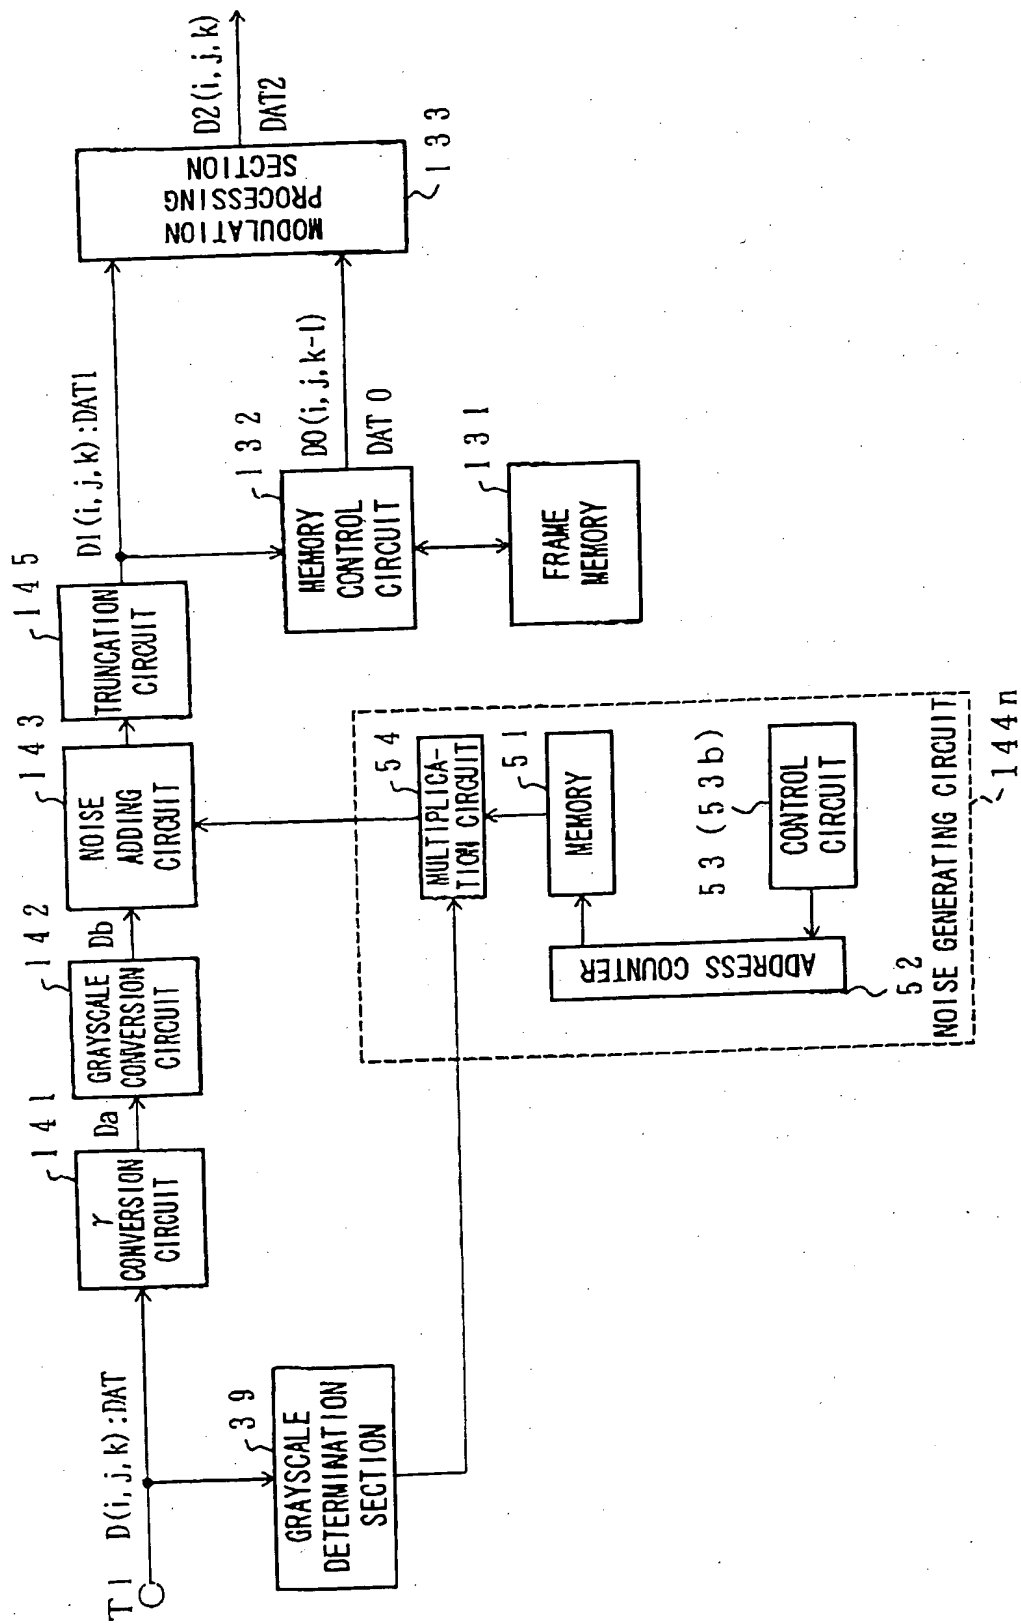 T1
D(i, j, k):DAT
GRAYSCALE
DETERMINATION
SECTION
39
γ
CONVERSION
CIRCUIT
141
Da
GRAYSCALE
CONVERSION
CIRCUIT
142
Db
NOISE
ADDING
CIRCUIT
143
TRUNCATION
CIRCUIT
145
D1(i, j, k):DAT1
MEMORY
CONTROL
CIRCUIT
132
D0(i, j, k-1)
DAT 0
FRAME
MEMORY
131
MODULATION
PROCESSING
SECTION
133
D2(i, j, k)
DAT2
MULTIPLICA-
TION CIRCUIT
54
MEMORY
51
ADDRESS COUNTER
52
CONTROL
CIRCUIT
53 (53b)
NOISE GENERATING CIRCUIT
144n